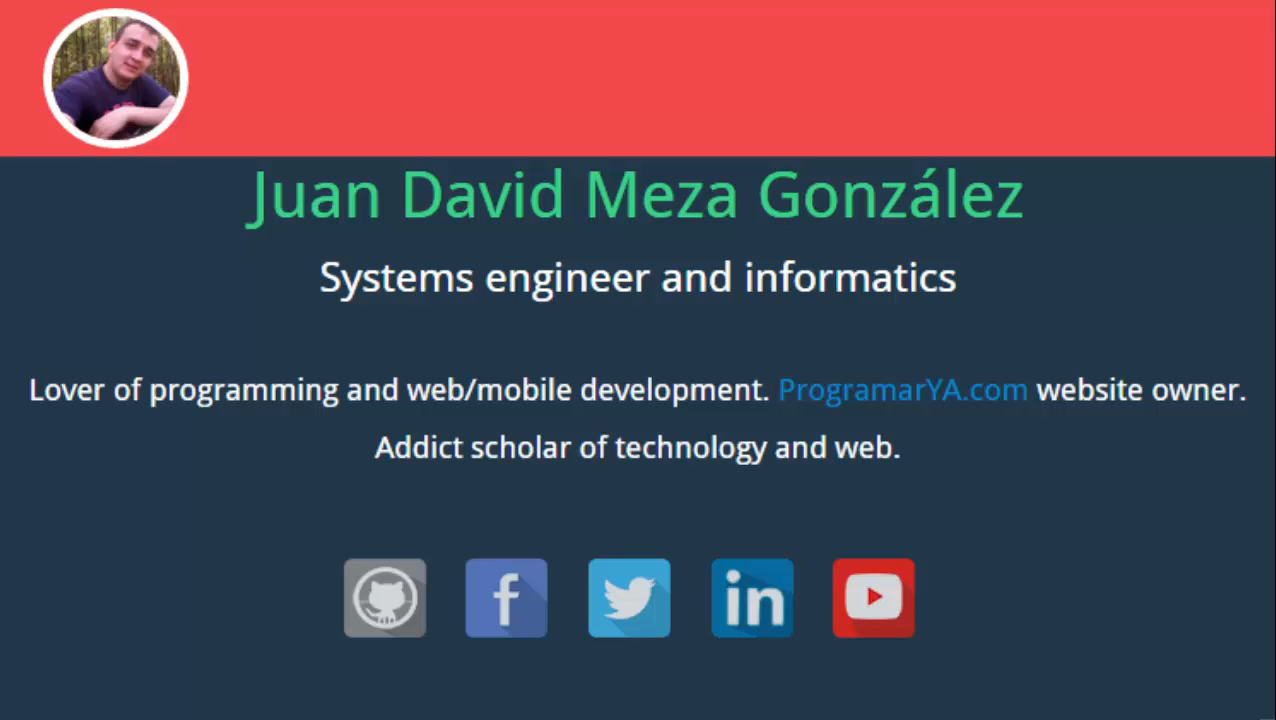 Juan David Meza González
Systems engineer and informatics
Lover of programming and web/mobile development. ProgramarYA.com website owner.
Addict scholar of technology and web.
f
in